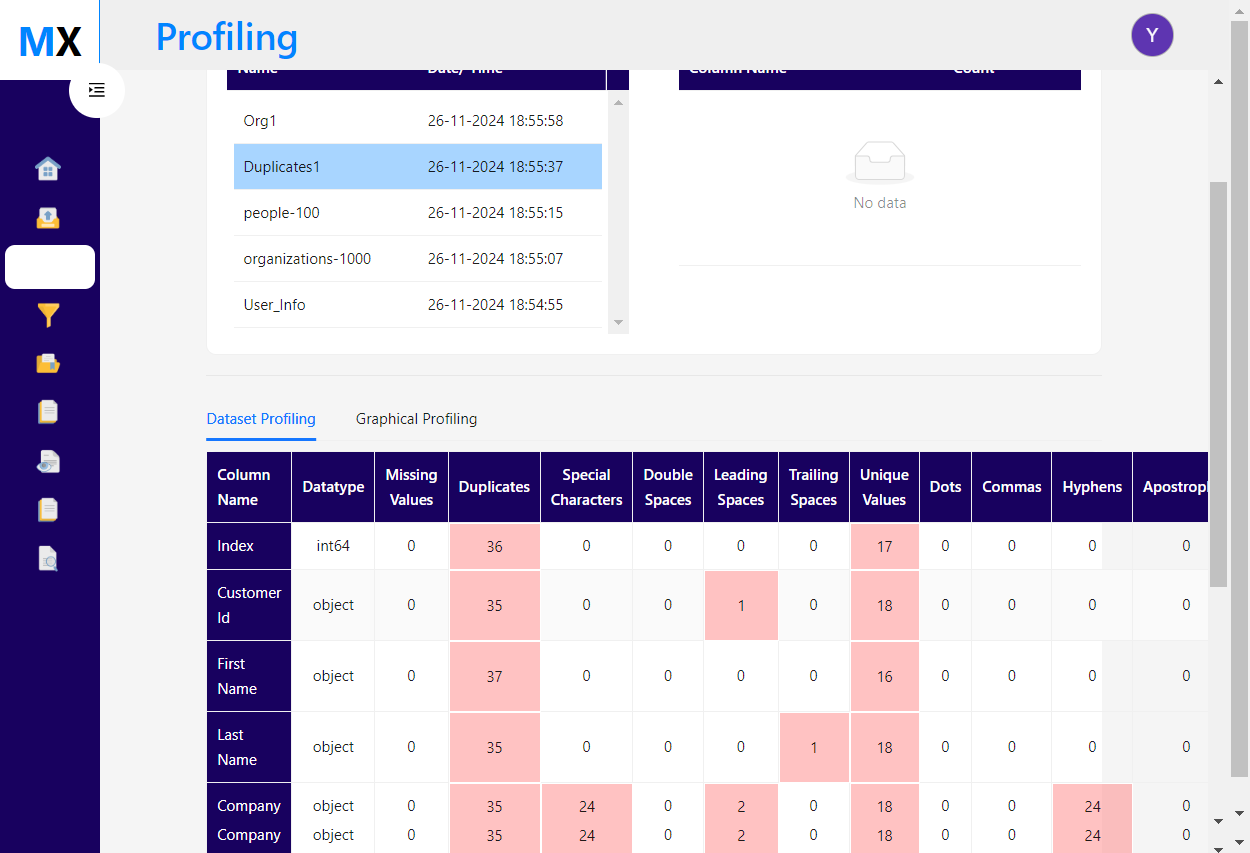 MX
Profiling
Y
Name Date/ Time
Column Name Count
Org1 26-11-2024 18:55:58
Duplicates1 26-11-2024 18:55:37
people-100 26-11-2024 18:55:15
organizations-1000 26-11-2024 18:55:07
User_Info 26-11-2024 18:54:55
No data
Dataset Profiling Graphical Profiling
Column Missing Special Double Leading Trailing Unique
Datatype Duplicates Dots Commas Hyphens Apostroph
Name Values Characters Spaces Spaces Spaces Values
Index int64 0 36 0 0 0 0 17 0 0 0 0
Customer
Id object 0 35 0 0 1 0 18 0 0 0 0
First
Name object 0 37 0 0 0 0 16 0 0 0 0
Last
Name object 0 35 0 0 0 1 18 0 0 0 0
Company object 0 35 24 0 2 0 18 0 0 24 0
Company object 0 35 24 0 2 0 18 0 0 24 0